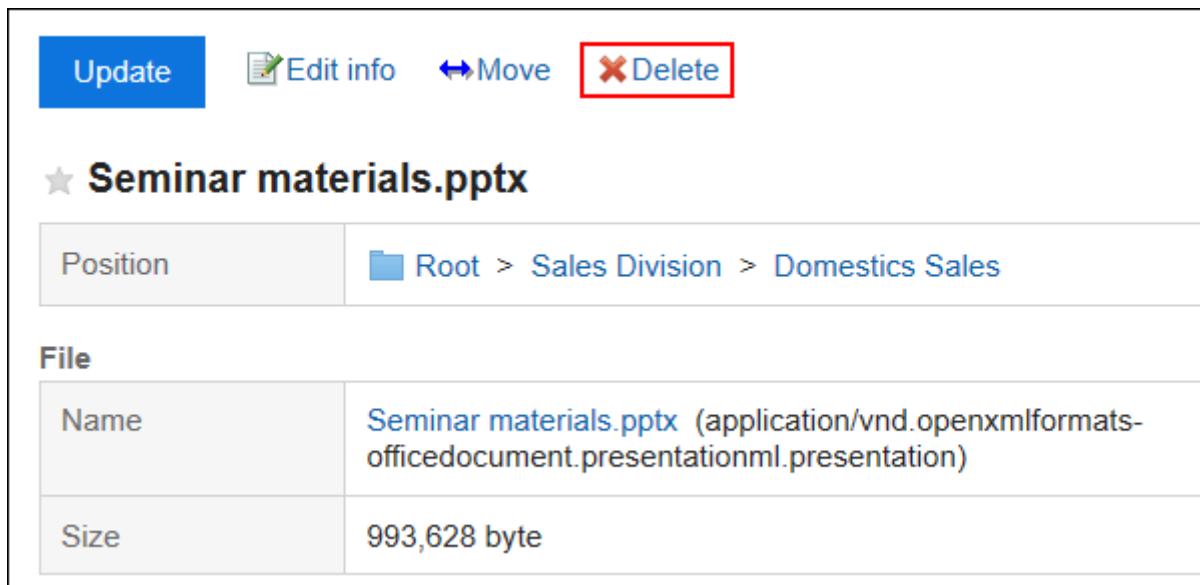 Update Edit info Move Delete
Seminar materials.pptx
Position Root > Sales Division > Domestics Sales
File
Name Seminar materials.pptx (application/vnd.openxmlformats-
officedocument.presentationml.presentation)
Size 993,628 byte